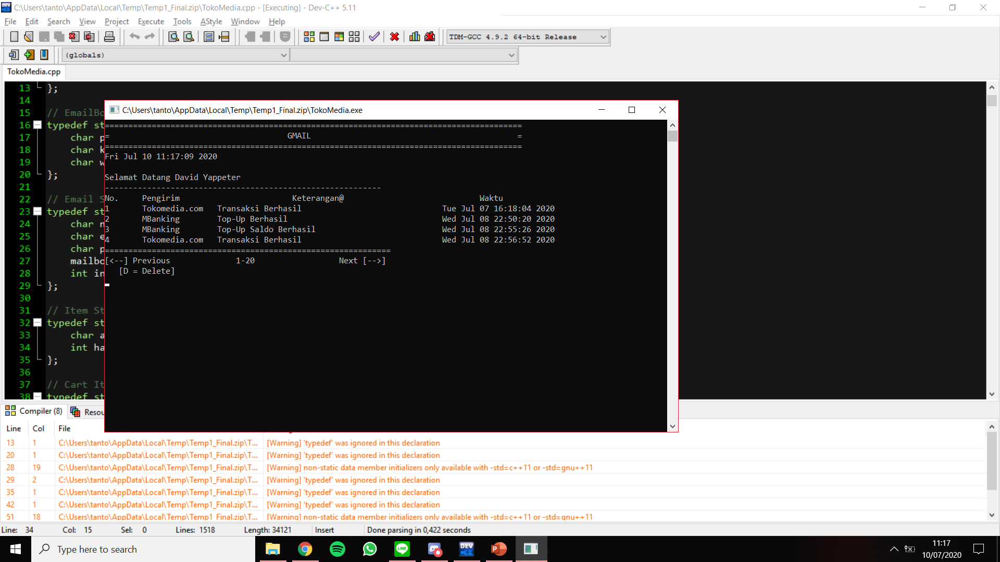 C:\Users\tanto\AppData\Local\Temp\Temp1_Final.zip\TokoMedia.cpp - [Executing] - Dev-C++ 5.11
File Edit Search View Project Execute Tools AStyle Window Help
TDM-GCC 4.9.2 64-bit Release
(globals)
TokoMedia.cpp
13 };
14
15 // EmailBo
16 typedef st
17 char p
18 char k
19 char w
20 };
21
22 // Email S
23 typedef st
24 char n
25 char e
26 char p
27 mailbo
28 int in
29 };
30
31 // Item St
32 typedef st
33 char a
34 int ha
35 };
36
37 // Cart It
38 typedef st
C:\Users\tanto\AppData\Local\Temp\Temp1_Final.zip\TokoMedia.exe
=========================================================================================
= GMAIL =
=========================================================================================
Fri Jul 10 11:17:09 2020
Selamat Datang David Yappeter
-----------------------------------------------------------
No. Pengirim Keterangan@ Waktu
1 Tokomedia.com Transaksi Berhasil Tue Jul 07 16:18:04 2020
2 MBanking Top-Up Berhasil Wed Jul 08 22:50:20 2020
3 MBanking Top-Up Saldo Berhasil Wed Jul 08 22:55:26 2020
4 Tokomedia.com Transaksi Berhasil Wed Jul 08 22:56:52 2020
=============================================================
[<--] Previous 1-20 Next [-->]
[D = Delete]
Compiler (8) Resou
Line Col File
13 1 C:\Users\tanto\AppData\Local\Temp\Temp1_Final.zip\T... [Warning] 'typedef' was ignored in this declaration
20 1 C:\Users\tanto\AppData\Local\Temp\Temp1_Final.zip\T... [Warning] 'typedef' was ignored in this declaration
28 19 C:\Users\tanto\AppData\Local\Temp\Temp1_Final.zip\T... [Warning] non-static data member initializers only available with -std=c++11 or -std=gnu++11
29 2 C:\Users\tanto\AppData\Local\Temp\Temp1_Final.zip\T... [Warning] 'typedef' was ignored in this declaration
35 1 C:\Users\tanto\AppData\Local\Temp\Temp1_Final.zip\T... [Warning] 'typedef' was ignored in this declaration
42 1 C:\Users\tanto\AppData\Local\Temp\Temp1_Final.zip\T... [Warning] 'typedef' was ignored in this declaration
51 18 C:\Users\tanto\AppData\Local\Temp\Temp1_Final.zip\T... [Warning] non-static data member initializers only available with -std=c++11 or -std=gnu++11
Line: 34 Col: 15 Sel: 0 Lines: 1518 Length: 34121 Insert Done parsing in 0,422 seconds
Type here to search
LINE
DEV C++
P
11:17
10/07/2020